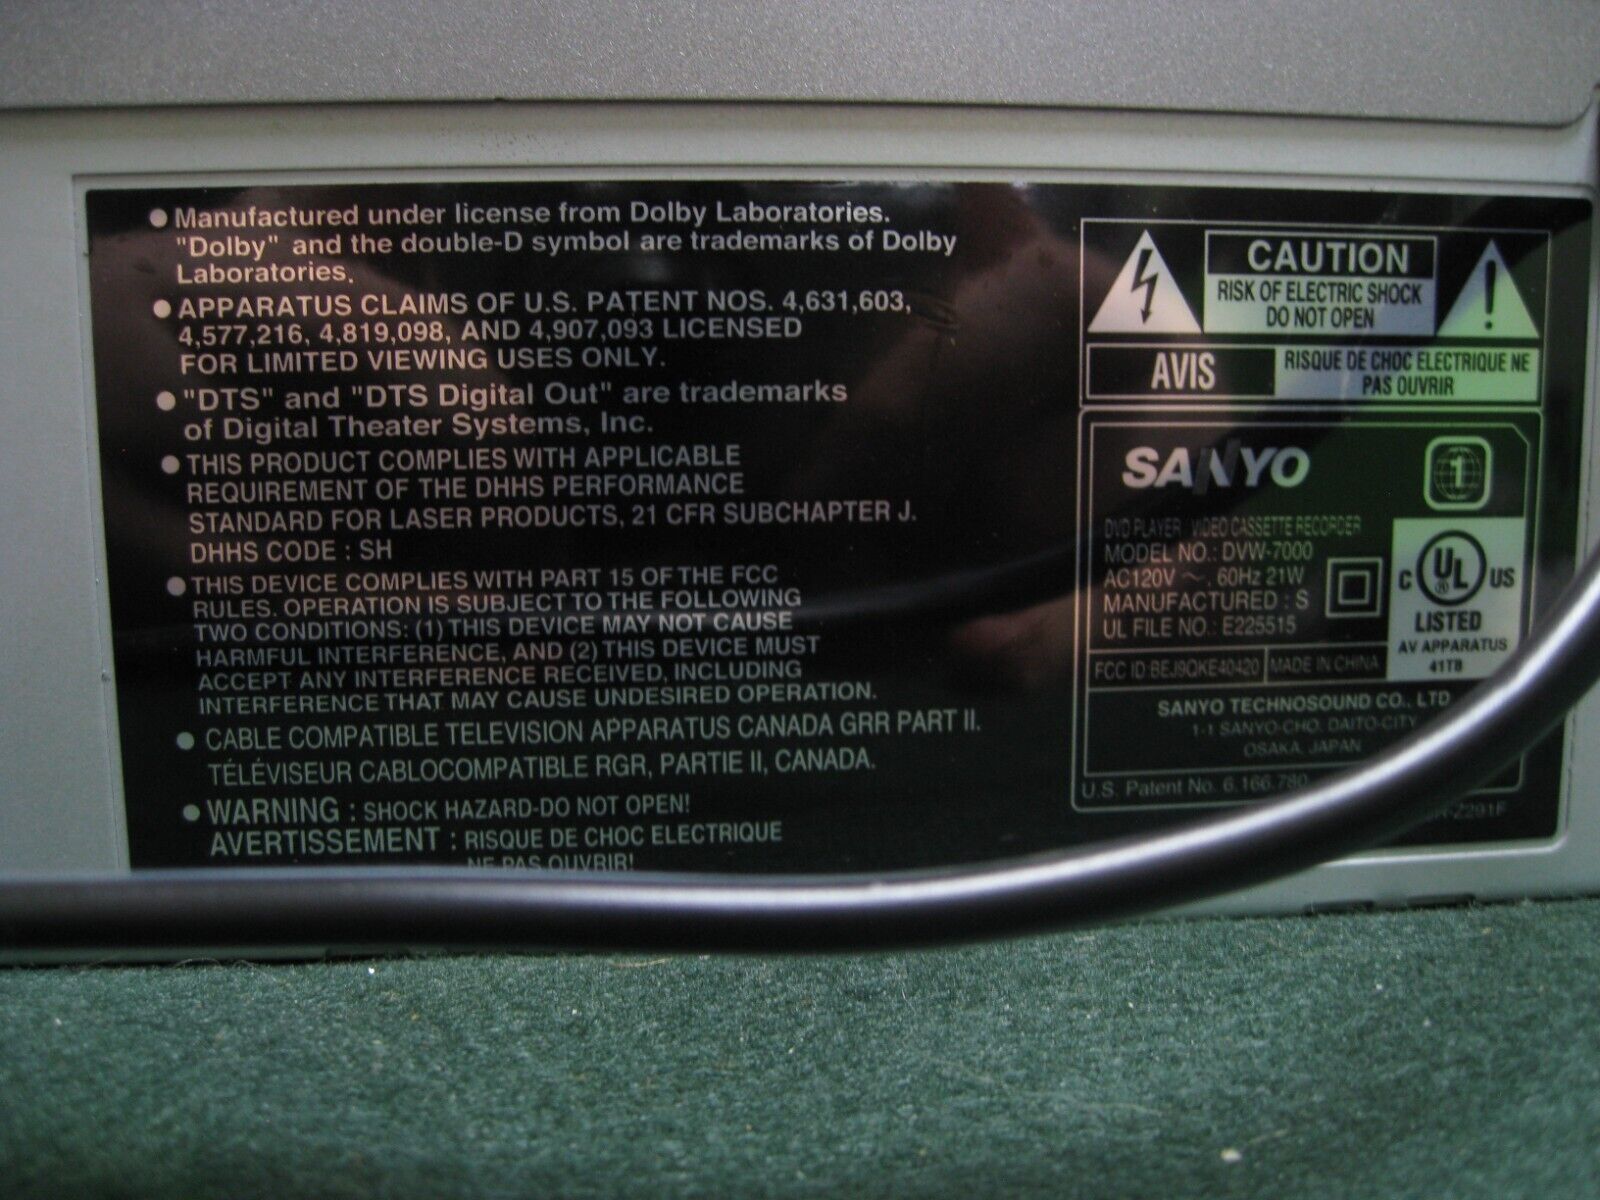 ● Manufactured under license from Dolby Laboratories.
"Dolby" and the double-D symbol are trademarks of Dolby
Laboratories.
● APPARATUS CLAIMS OF U.S. PATENT NOS. 4,631,603,
4,577,216, 4,819,098, AND 4,907,093 LICENSED
FOR LIMITED VIEWING USES ONLY.
● "DTS" and "DTS Digital Out" are trademarks
of Digital Theater Systems, Inc.
● THIS PRODUCT COMPLIES WITH APPLICABLE
REQUIREMENT OF THE DHHS PERFORMANCE
STANDARD FOR LASER PRODUCTS, 21 CFR SUBCHAPTER J.
DHHS CODE : SH
● THIS DEVICE COMPLIES WITH PART 15 OF THE FCC
RULES. OPERATION IS SUBJECT TO THE FOLLOWING
TWO CONDITIONS: (1) THIS DEVICE MAY NOT CAUSE
HARMFUL INTERFERENCE, AND (2) THIS DEVICE MUST
ACCEPT ANY INTERFERENCE RECEIVED, INCLUDING
INTERFERENCE THAT MAY CAUSE UNDESIRED OPERATION.
● CABLE COMPATIBLE TELEVISION APPARATUS CANADA GRR PART II.
TÉLÉVISEUR CABLOCOMPATIBLE RGR, PARTIE II, CANADA.
● WARNING : SHOCK HAZARD-DO NOT OPEN!
AVERTISSEMENT : RISQUE DE CHOC ELECTRIQUE
NE PAS OUVRIR!
CAUTION
RISK OF ELECTRIC SHOCK
DO NOT OPEN
!
AVIS
RISQUE DE CHOC ELECTRIQUE NE
PAS OUVRIR
SANYO
1
DVD PLAYER / VIDEO CASSETTE RECORDER
MODEL NO.: DVW-7000
AC120V ~, 60Hz 21W
MANUFACTURED : S
UL FILE NO.: E225515
C UL US
®
LISTED
AV APPARATUS
41TB
FCC ID:BEJ9QKE40420
MADE IN CHINA
SANYO TECHNOSOUND CO., LTD
1-1 SANYO-CHO, DAITO-CITY
OSAKA, JAPAN
U.S. Patent No. 6,166,780